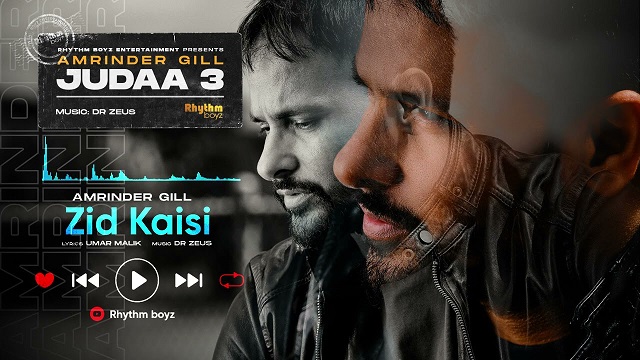 RHYTHM BOYZ ENTERTAINMENT PRESENTS
AMRINDER GILL
JUDAA 3
MUSIC: DR ZEUS
Rhythm
boyz
AMRINDER GILL
Zid Kaisi
LYRICS UMAR MALIK MUSIC DR ZEUS
Rhythm boyz
AMRINDER